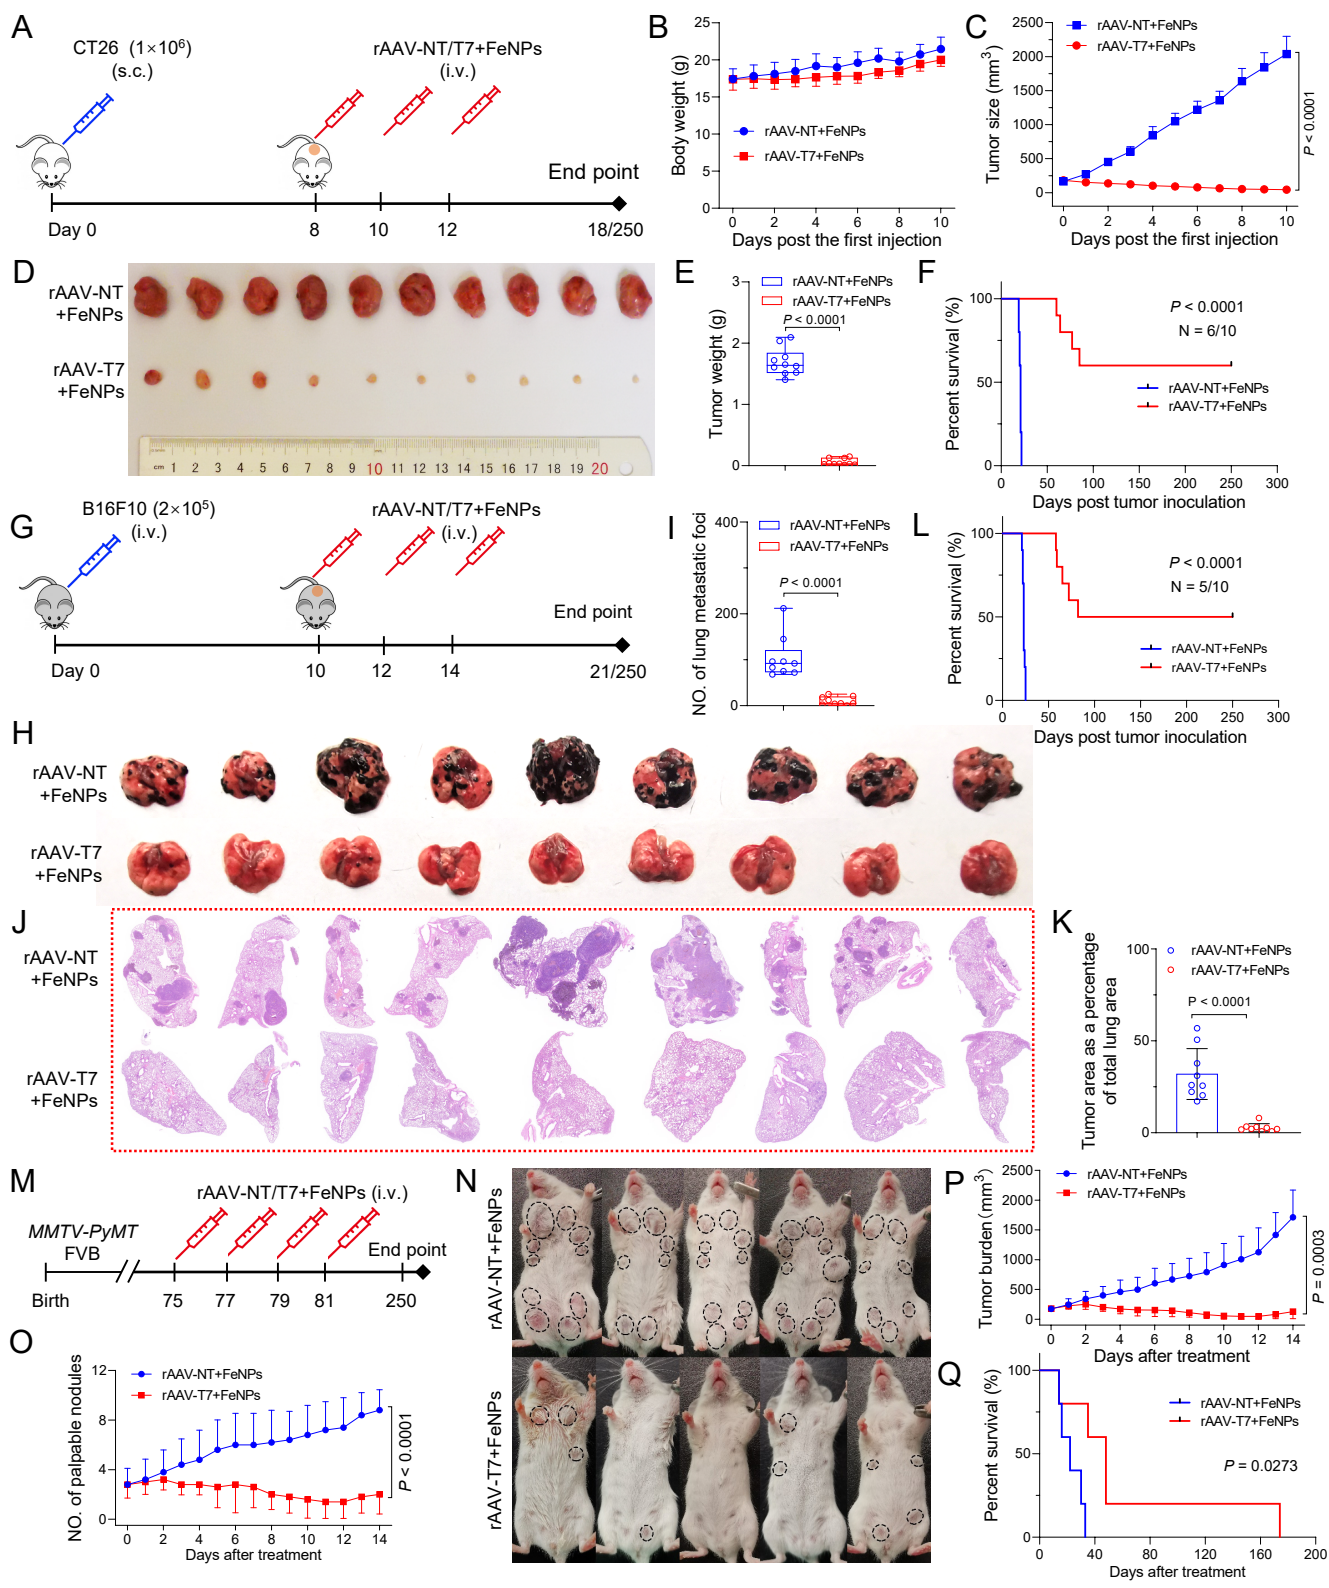 A
CT26 (1×10⁶)
(s.c.)
rAAV-NT/T7+FeNPs
(i.v.)
End point
Day 0
8
10
12
18/250
B
Body weight (g)
25
20
15
10
5
0
rAAV-NT+FeNPs
rAAV-T7+FeNPs
0 2 4 6 8 10
Days post the first injection
C
Tumor size (mm³)
2500
2000
1500
1000
500
0
rAAV-NT+FeNPs
rAAV-T7+FeNPs
P < 0.0001
0 2 4 6 8 10
Days post the first injection
D
rAAV-NT
+FeNPs
rAAV-T7
+FeNPs
cm 1 2 3 4 5 6 7 8 9 10 11 12 13 14 15 16 17 18 19 20
E
Tumor weight (g)
3
2
1
0
rAAV-NT+FeNPs
rAAV-T7+FeNPs
P < 0.0001
F
Percent survival (%)
100
50
0
P < 0.0001
N = 6/10
rAAV-NT+FeNPs
rAAV-T7+FeNPs
0 50 100 150 200 250 300
Days post tumor inoculation
G
B16F10 (2×10⁵)
(i.v.)
rAAV-NT/T7+FeNPs
(i.v.)
End point
Day 0
10
12
14
21/250
I
NO. of lung metastatic foci
400
200
0
rAAV-NT+FeNPs
rAAV-T7+FeNPs
P < 0.0001
L
Percent survival (%)
100
50
0
P < 0.0001
N = 5/10
rAAV-NT+FeNPs
rAAV-T7+FeNPs
0 50 100 150 200 250 300
Days post tumor inoculation
H
rAAV-NT
+FeNPs
rAAV-T7
+FeNPs
J
rAAV-NT
+FeNPs
rAAV-T7
+FeNPs
K
Tumor area as a percentage
of total lung area
100
50
0
rAAV-NT+FeNPs
rAAV-T7+FeNPs
P < 0.0001
M
rAAV-NT/T7+FeNPs (i.v.)
MMTV-PyMT
FVB
End point
Birth
75
77
79
81
250
N
rAAV-NT+FeNPs
rAAV-T7+FeNPs
P
Tumor burden (mm³)
2500
2000
1500
1000
500
0
rAAV-NT+FeNPs
rAAV-T7+FeNPs
P = 0.0003
0 2 4 6 8 10 12 14
Days after treatment
O
NO. of palpable nodules
12
8
4
0
rAAV-NT+FeNPs
rAAV-T7+FeNPs
P < 0.0001
0 2 4 6 8 10 12 14
Days after treatment
Q
Percent survival (%)
100
50
0
rAAV-NT+FeNPs
rAAV-T7+FeNPs
P = 0.0273
0 40 80 120 160 200
Days after treatment